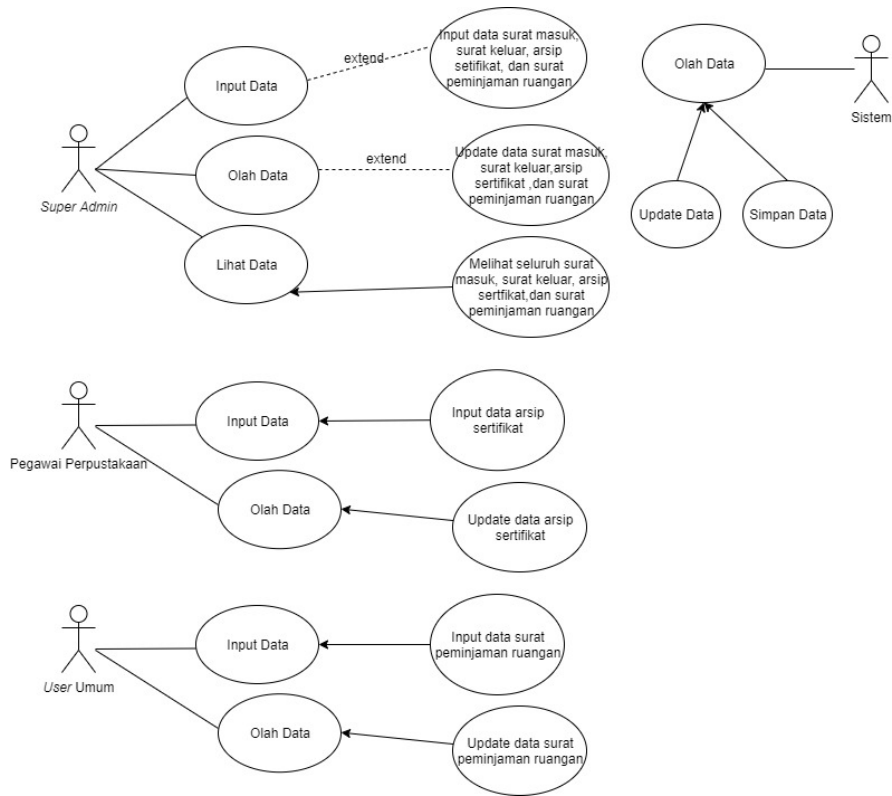 Input data surat masuk,
surat keluar, arsip
setifikat, dan surat
peminjaman ruangan
extend
Input Data
Olah Data
Sistem
Super Admin
Olah Data
extend
Update data surat masuk,
surat keluar,arsip
sertifikat ,dan surat
peminjaman ruangan
Update Data
Simpan Data
Lihat Data
Melihat seluruh surat
masuk, surat keluar, arsip
sertfikat,dan surat
peminjaman ruangan
Pegawai Perpustakaan
Input Data
Input data arsip
sertifikat
Olah Data
Update data arsip
sertifikat
User Umum
Input Data
Input data surat
peminjaman ruangan
Olah Data
Update data surat
peminjaman ruangan